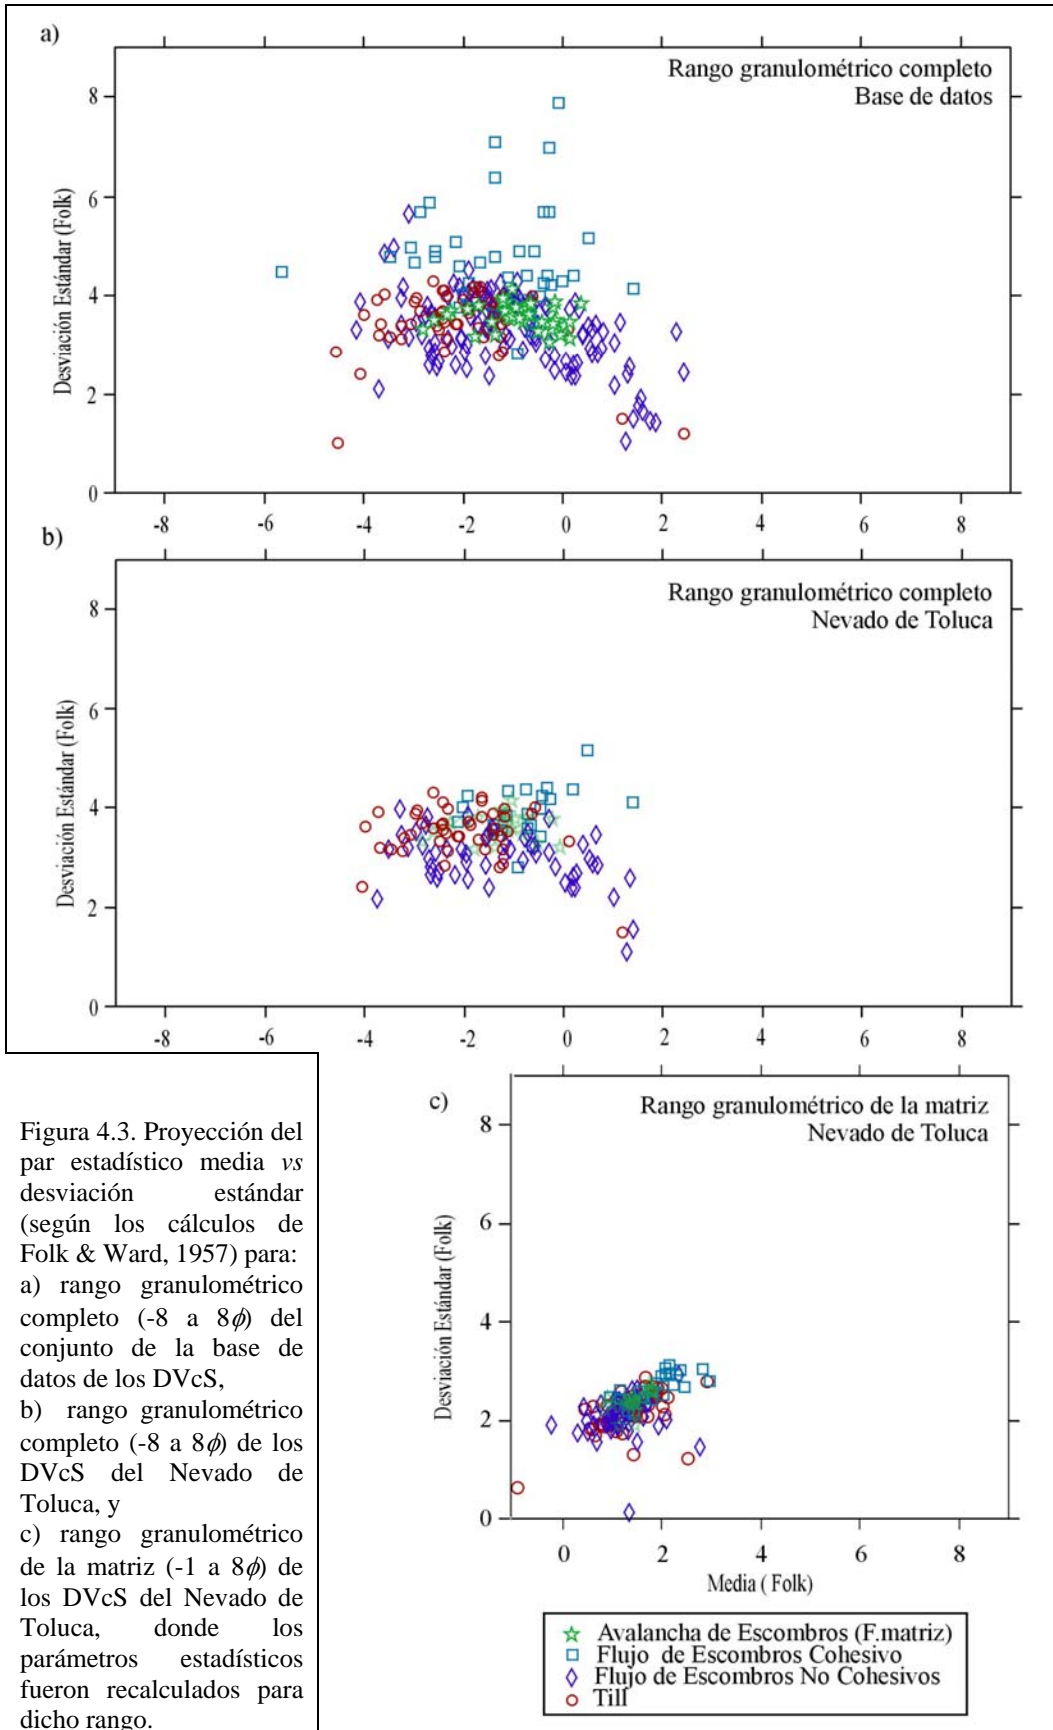 a)
Rango granulométrico completo
Base de datos
Desviación Estándar (Folk)
8
6
4
2
0
-8 -6 -4 -2 0 2 4 6 8
b)
Rango granulométrico completo
Nevado de Toluca
Desviación Estándar (Folk)
8
6
4
2
0
-8 -6 -4 -2 0 2 4 6 8
c)
Rango granulométrico de la matriz
Nevado de Toluca
Desviación Estándar (Folk)
8
6
4
2
0
0 2 4 6 8
Media ( Folk)
Avalancha de Escombros (F.matriz)
Flujo de Escombros Cohesivo
Flujo de Escombros No Cohesivos
Till
Figura 4.3. Proyección del
par estadístico media vs
desviación estándar
(según los cálculos de
Folk & Ward, 1957) para:
a) rango granulométrico
completo (-8 a 8ϕ) del
conjunto de la base de
datos de los DVcS,
b) rango granulométrico
completo (-8 a 8ϕ) de los
DVcS del Nevado de
Toluca, y
c) rango granulométrico
de la matriz (-1 a 8ϕ) de
los DVcS del Nevado de
Toluca, donde los
parámetros estadísticos
fueron recalculados para
dicho rango.